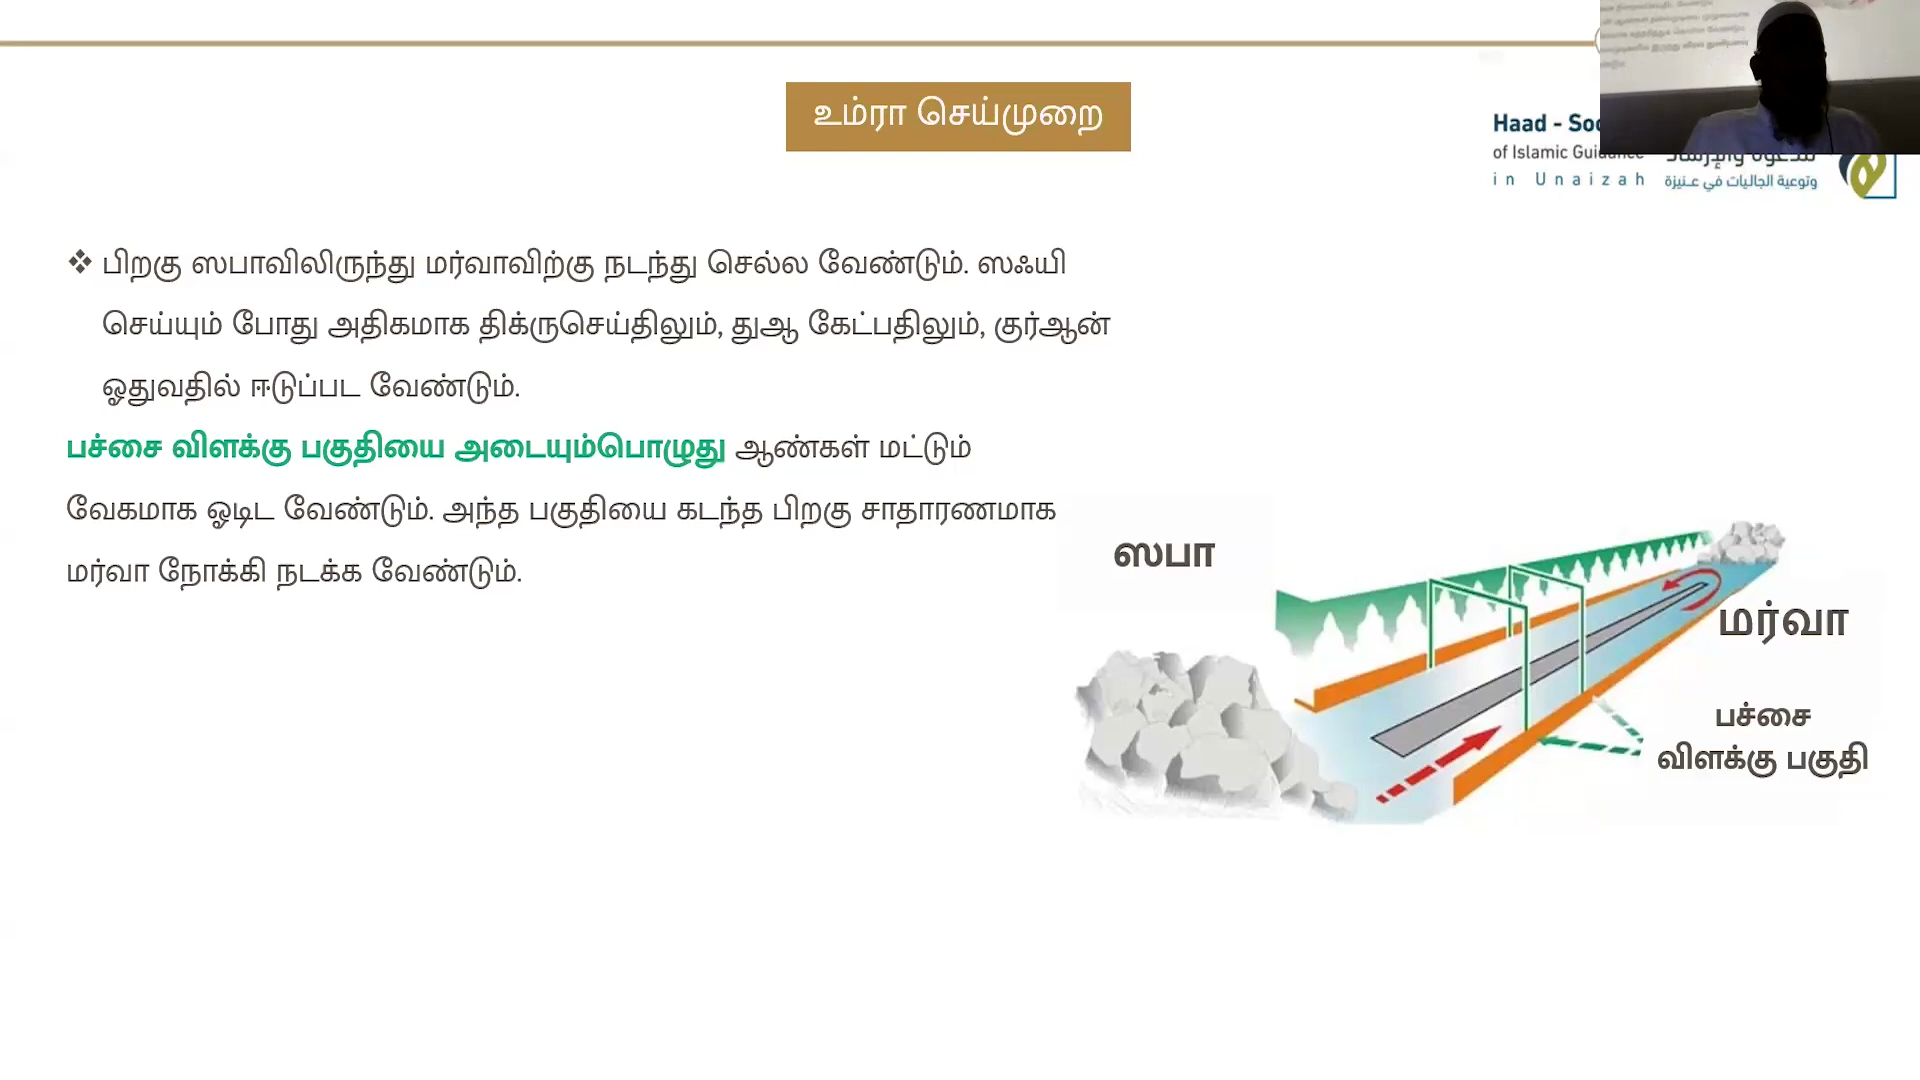 உம்ரா செய்முறை
Haad -
of Islamic Guidance
in Unaizah
وتوعية الجاليات في عنيزة
❖ பிறகு ஸபாவிலிருந்து மர்வாவிற்கு நடந்து செல்ல வேண்டும். ஸஃயி
செய்யும் போது அதிகமாக திக்ருசெய்திலும், துஆ கேட்பதிலும், குர்ஆன்
ஓதுவதில் ஈடுப்பட வேண்டும்.
பச்சை விளக்கு பகுதியை அடையும்பொழுது ஆண்கள் மட்டும்
வேகமாக ஓடிட வேண்டும். அந்த பகுதியை கடந்த பிறகு சாதாரணமாக
மர்வா நோக்கி நடக்க வேண்டும்.
ஸபா
மர்வா
பச்சை
விளக்கு பகுதி